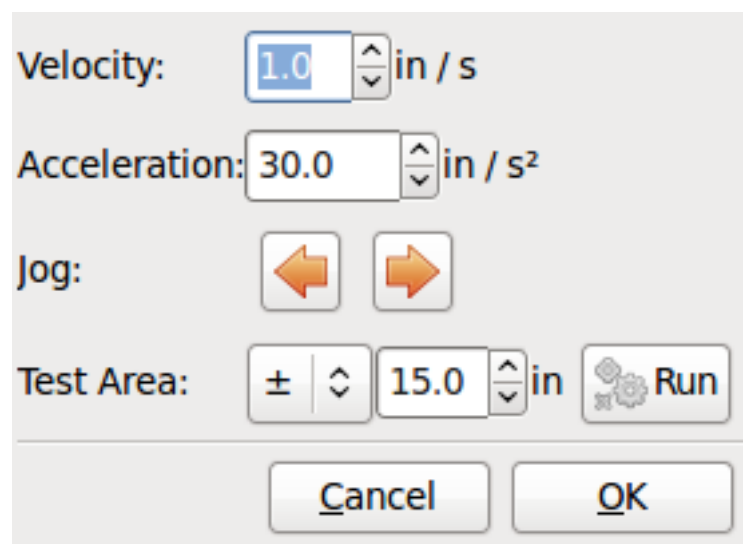 Velocity: 1.0 in / s
Acceleration: 30.0 in / s²
Jog:
Test Area: ± 15.0 in Run
Cancel OK